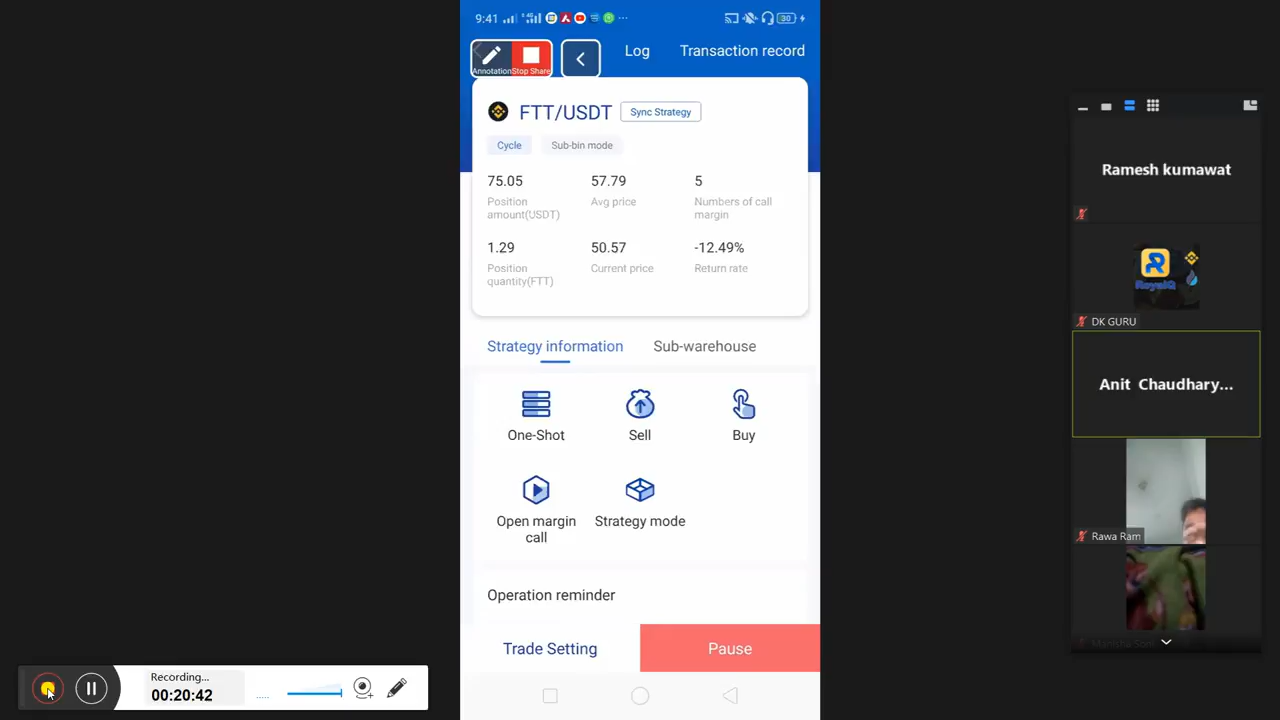 9:41
30
Annotation
Stop Share
Log
Transaction record
FTT/USDT
Sync Strategy
Cycle
Sub-bin mode
75.05
57.79
5
Position
amount(USDT)
Avg price
Numbers of call
margin
1.29
50.57
-12.49%
Position
quantity(FTT)
Current price
Return rate
Strategy information
Sub-warehouse
One-Shot
Sell
Buy
Open margin
call
Strategy mode
Operation reminder
Trade Setting
Pause
Recording...
00:20:42
Ramesh kumawat
RoyalQ
DK GURU
Anit Chaudhary...
Rawa Ram